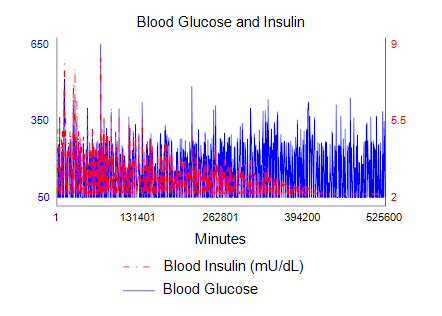 Blood Glucose and Insulin
650
9
350
5.5
50
2
1
131401
262801
394200
525600
Minutes
Blood Insulin (mU/dL)
Blood Glucose